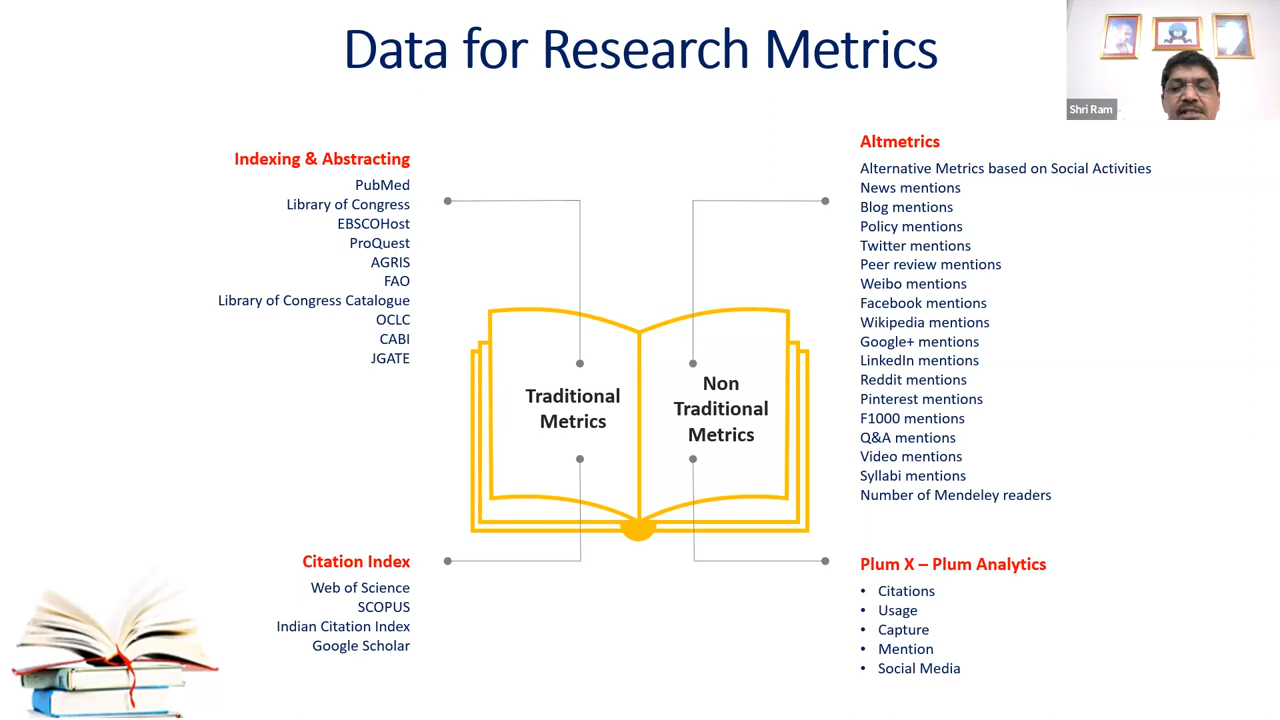 Data for Research Metrics
Shri Ram
Indexing & Abstracting
PubMed
Library of Congress
EBSCOHost
ProQuest
AGRIS
FAO
Library of Congress Catalogue
OCLC
CABI
JGATE
Altmetrics
Alternative Metrics based on Social Activities
News mentions
Blog mentions
Policy mentions
Twitter mentions
Peer review mentions
Weibo mentions
Facebook mentions
Wikipedia mentions
Google+ mentions
LinkedIn mentions
Reddit mentions
Pinterest mentions
F1000 mentions
Q&A mentions
Video mentions
Syllabi mentions
Number of Mendeley readers
Traditional
Metrics
Non
Traditional
Metrics
Citation Index
Web of Science
SCOPUS
Indian Citation Index
Google Scholar
Plum X – Plum Analytics
• Citations
• Usage
• Capture
• Mention
• Social Media